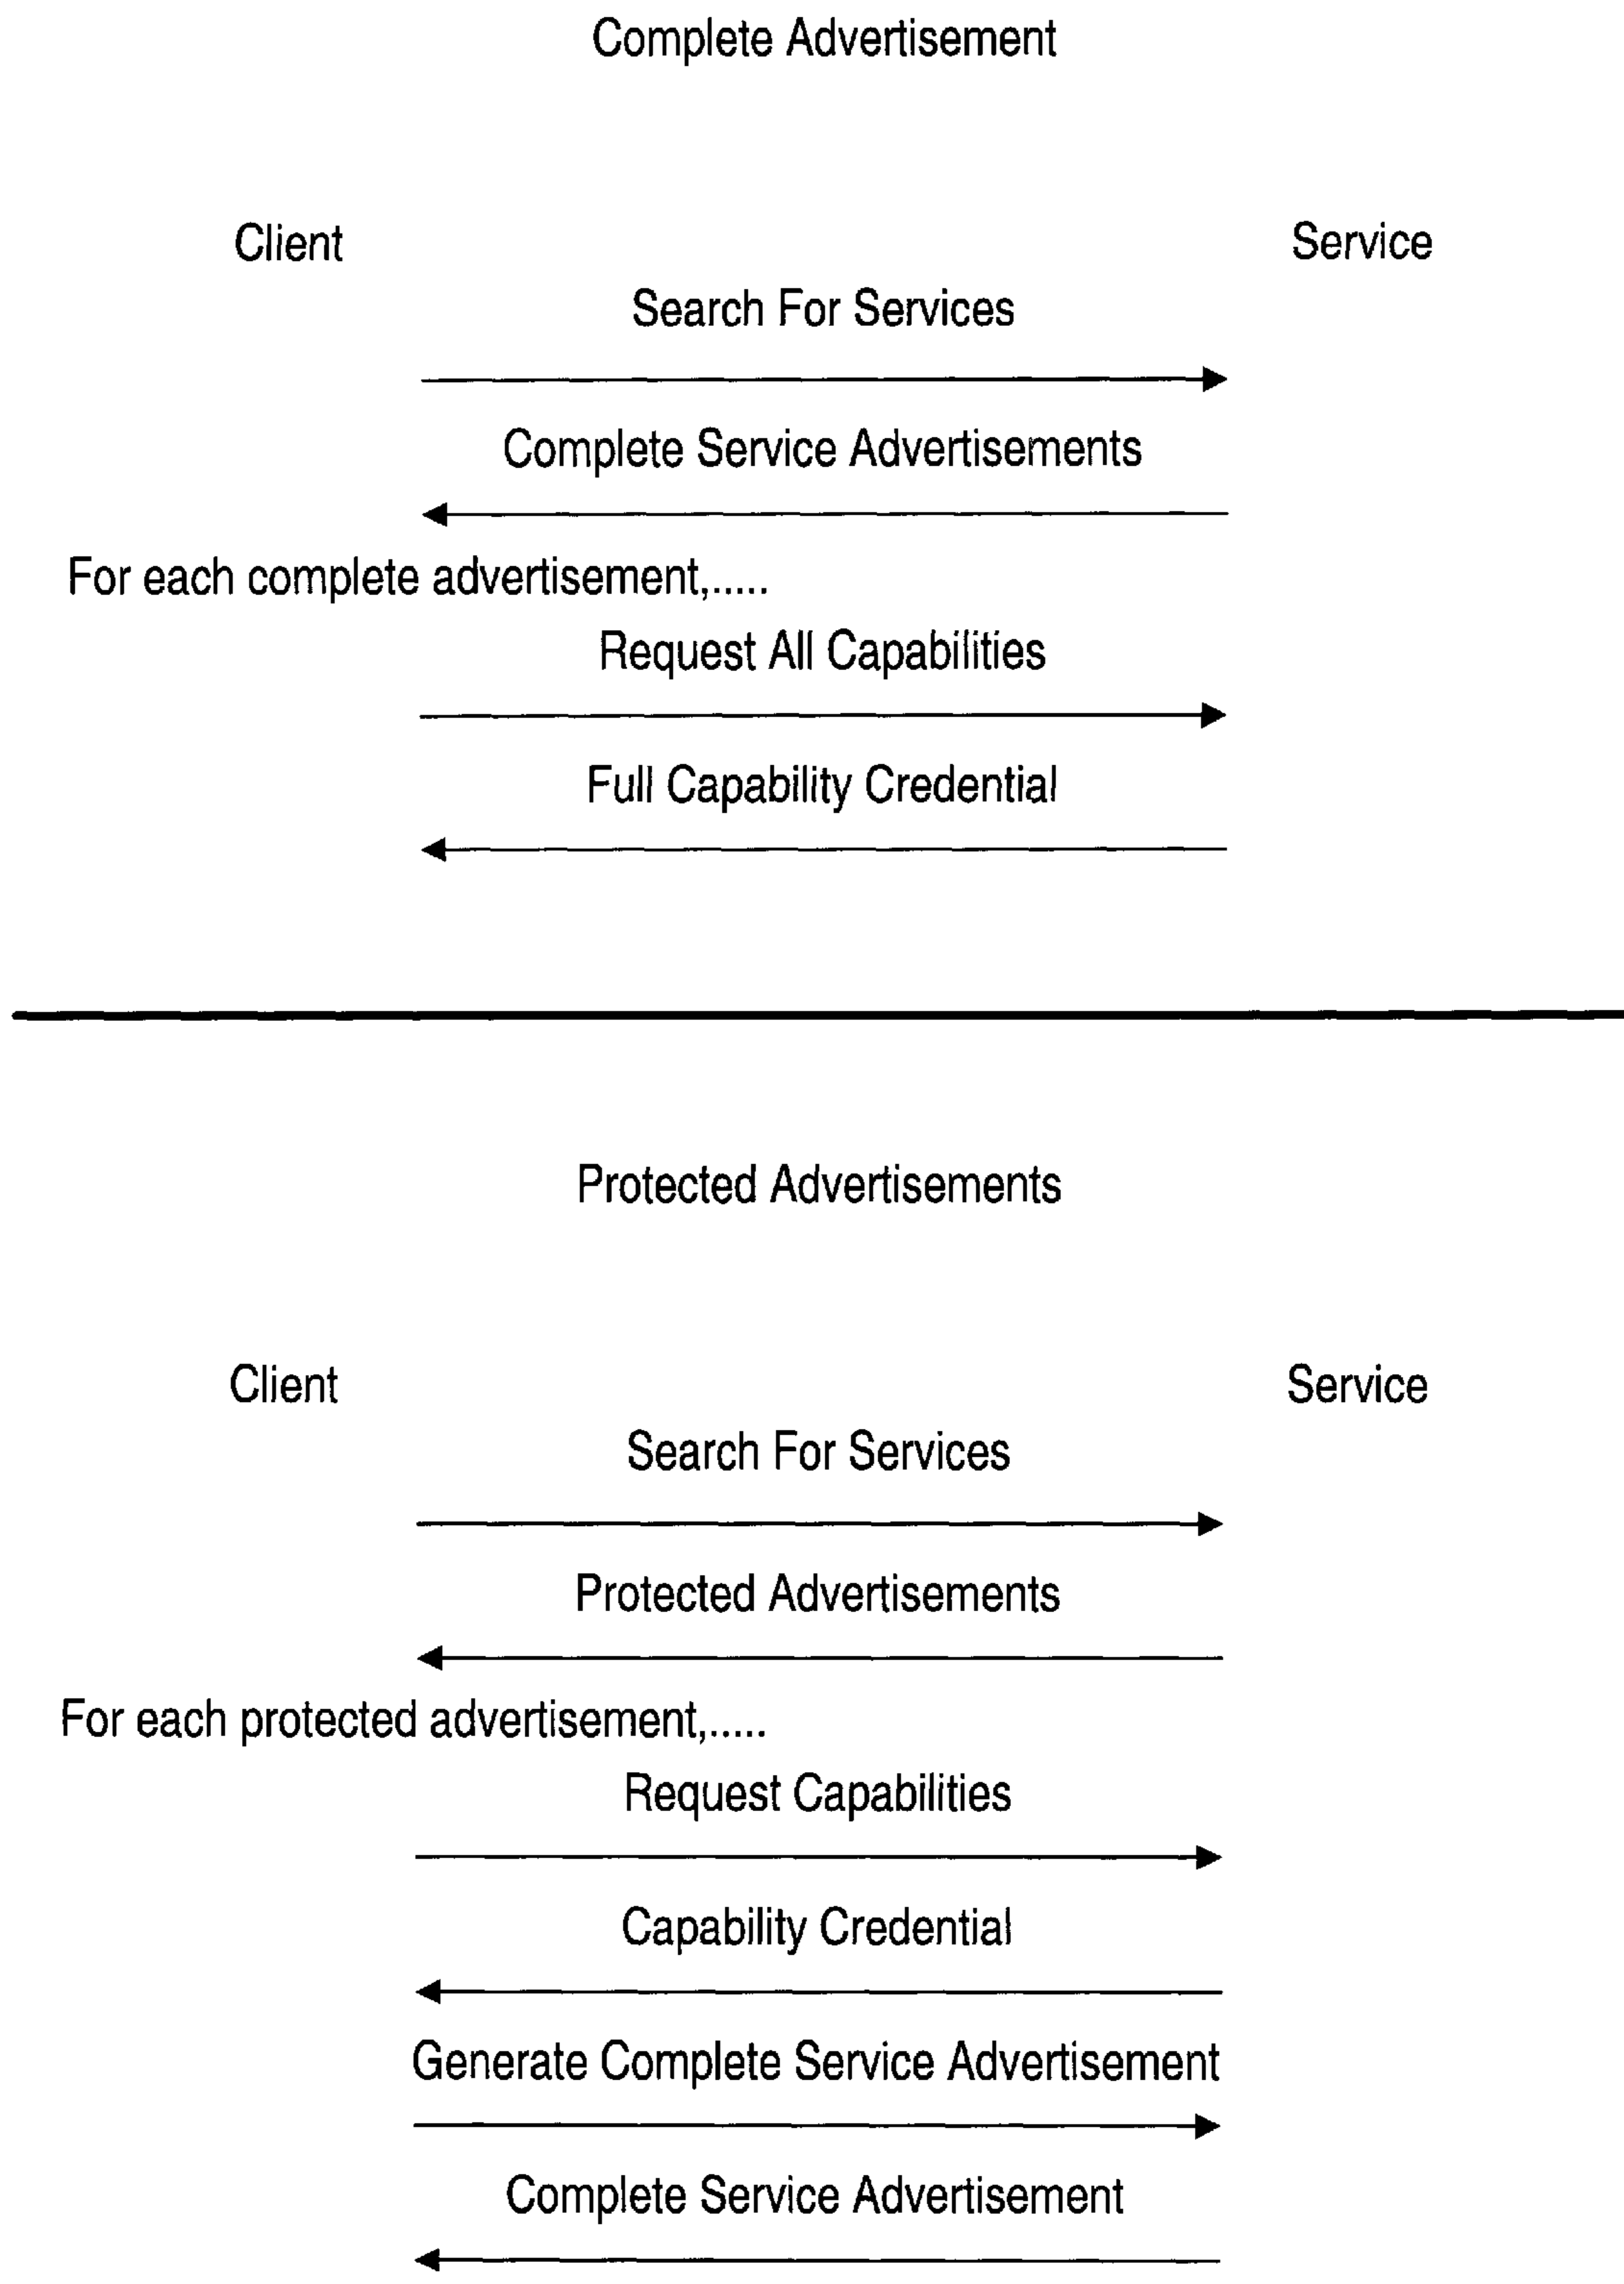 Complete Advertisement
Client
Service
Search For Services
Complete Service Advertisements
For each complete advertisement,.....
Request All Capabilities
Full Capability Credential
Protected Advertisements
Client
Service
Search For Services
Protected Advertisements
For each protected advertisement,.....
Request Capabilities
Capability Credential
Generate Complete Service Advertisement
Complete Service Advertisement